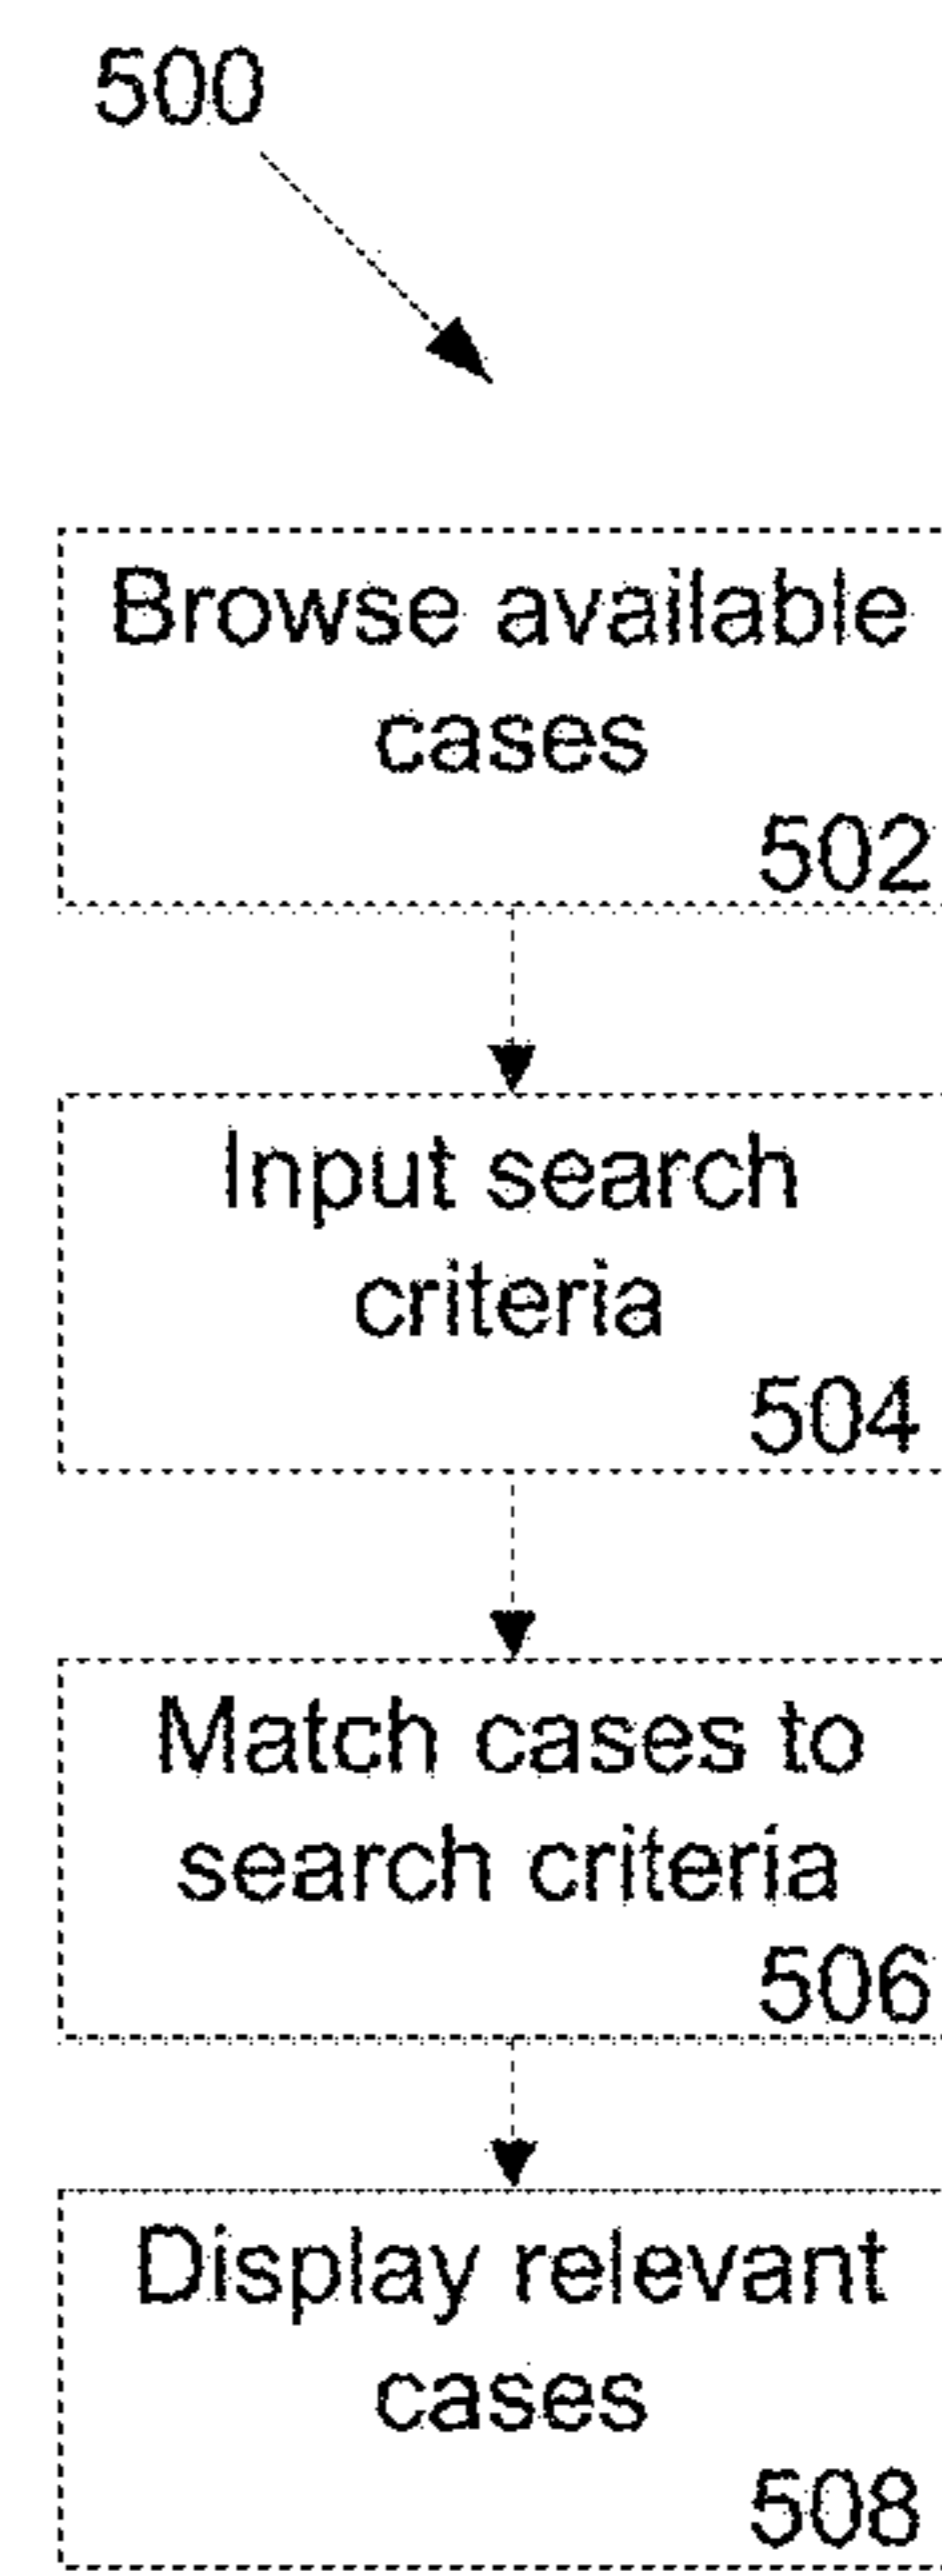 500
Browse available
cases
502
Input search
criteria
504
Match cases to
search criteria
506
Display relevant
cases
508